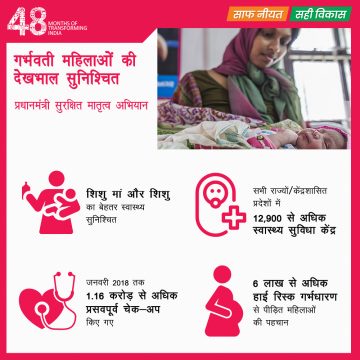 48 MONTHS OF
TRANSFORMING
INDIA
साफ नीयत सही विकास
गर्भवती महिलाओं की
देखभाल सुनिश्चित
प्रधानमंत्री सुरक्षित मातृत्व अभियान
शिशु मां और शिशु
का बेहतर स्वास्थ्य
सुनिश्चित
सभी राज्यों/केंद्रशासित
प्रदेशों में
12,900 से अधिक
स्वास्थ्य सुविधा केंद्र
जनवरी 2018 तक
1.16 करोड़ से अधिक
प्रसवपूर्व चेक-अप
किए गए
6 लाख से अधिक
हाई रिस्क गर्भधारण
से पीड़ित महिलाओं
की पहचान